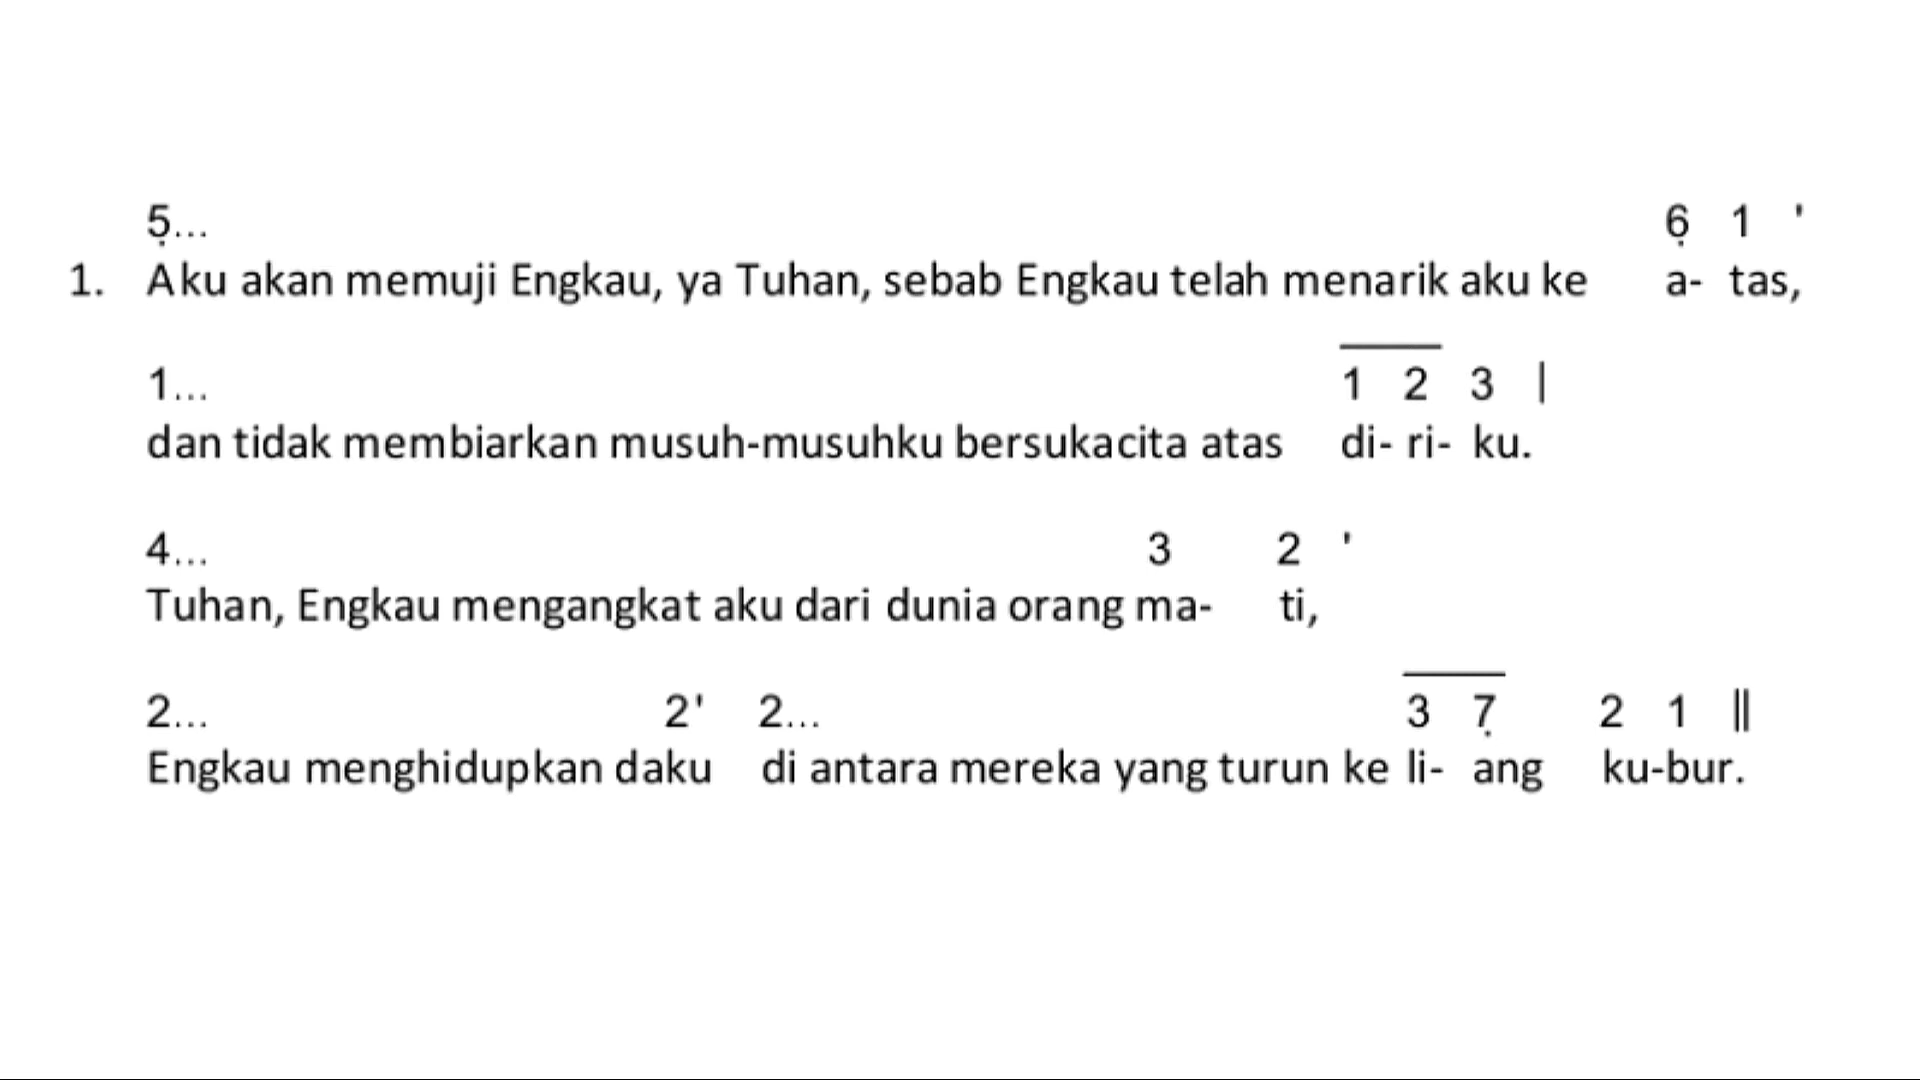 5̣... 6̣ 1 '
1. Aku akan memuji Engkau, ya Tuhan, sebab Engkau telah menarik aku ke a- tas,
1... 1 2 3 |
dan tidak membiarkan musuh-musuhku bersukacita atas di- ri- ku.
4... 3 2 '
Tuhan, Engkau mengangkat aku dari dunia orang ma- ti,
2... 2' 2... 3 7̣ 2 1 ||
Engkau menghidupkan daku di antara mereka yang turun ke li- ang ku-bur.